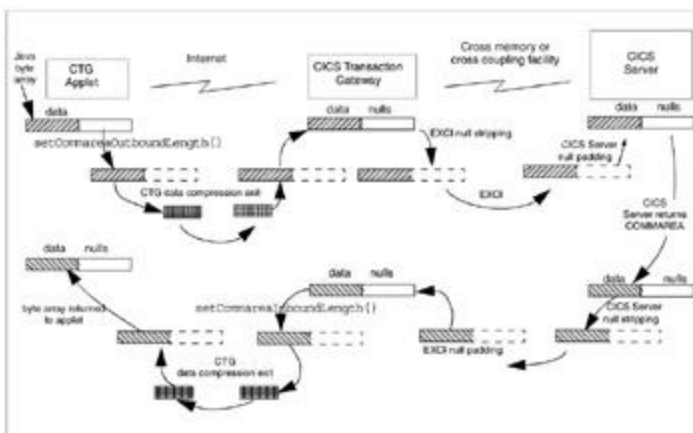 Java
byte
array
CTG
Applet
Internet
CICS Transaction
Gateway
Cross memory or
cross coupling facility
CICS
Server
data
data nulls
data nulls
setCommareaOutboundLength()
EXCI null stripping
CICS Server
null padding
CTG data compression exit
EXCI
CICS
Server returns
COMMAREA
data nulls
data nulls
data nulls
setCommareaInboundLength()
CICS Server
null stripping
byte array returned
to applet
EXCI null padding
CTG
data compression exit